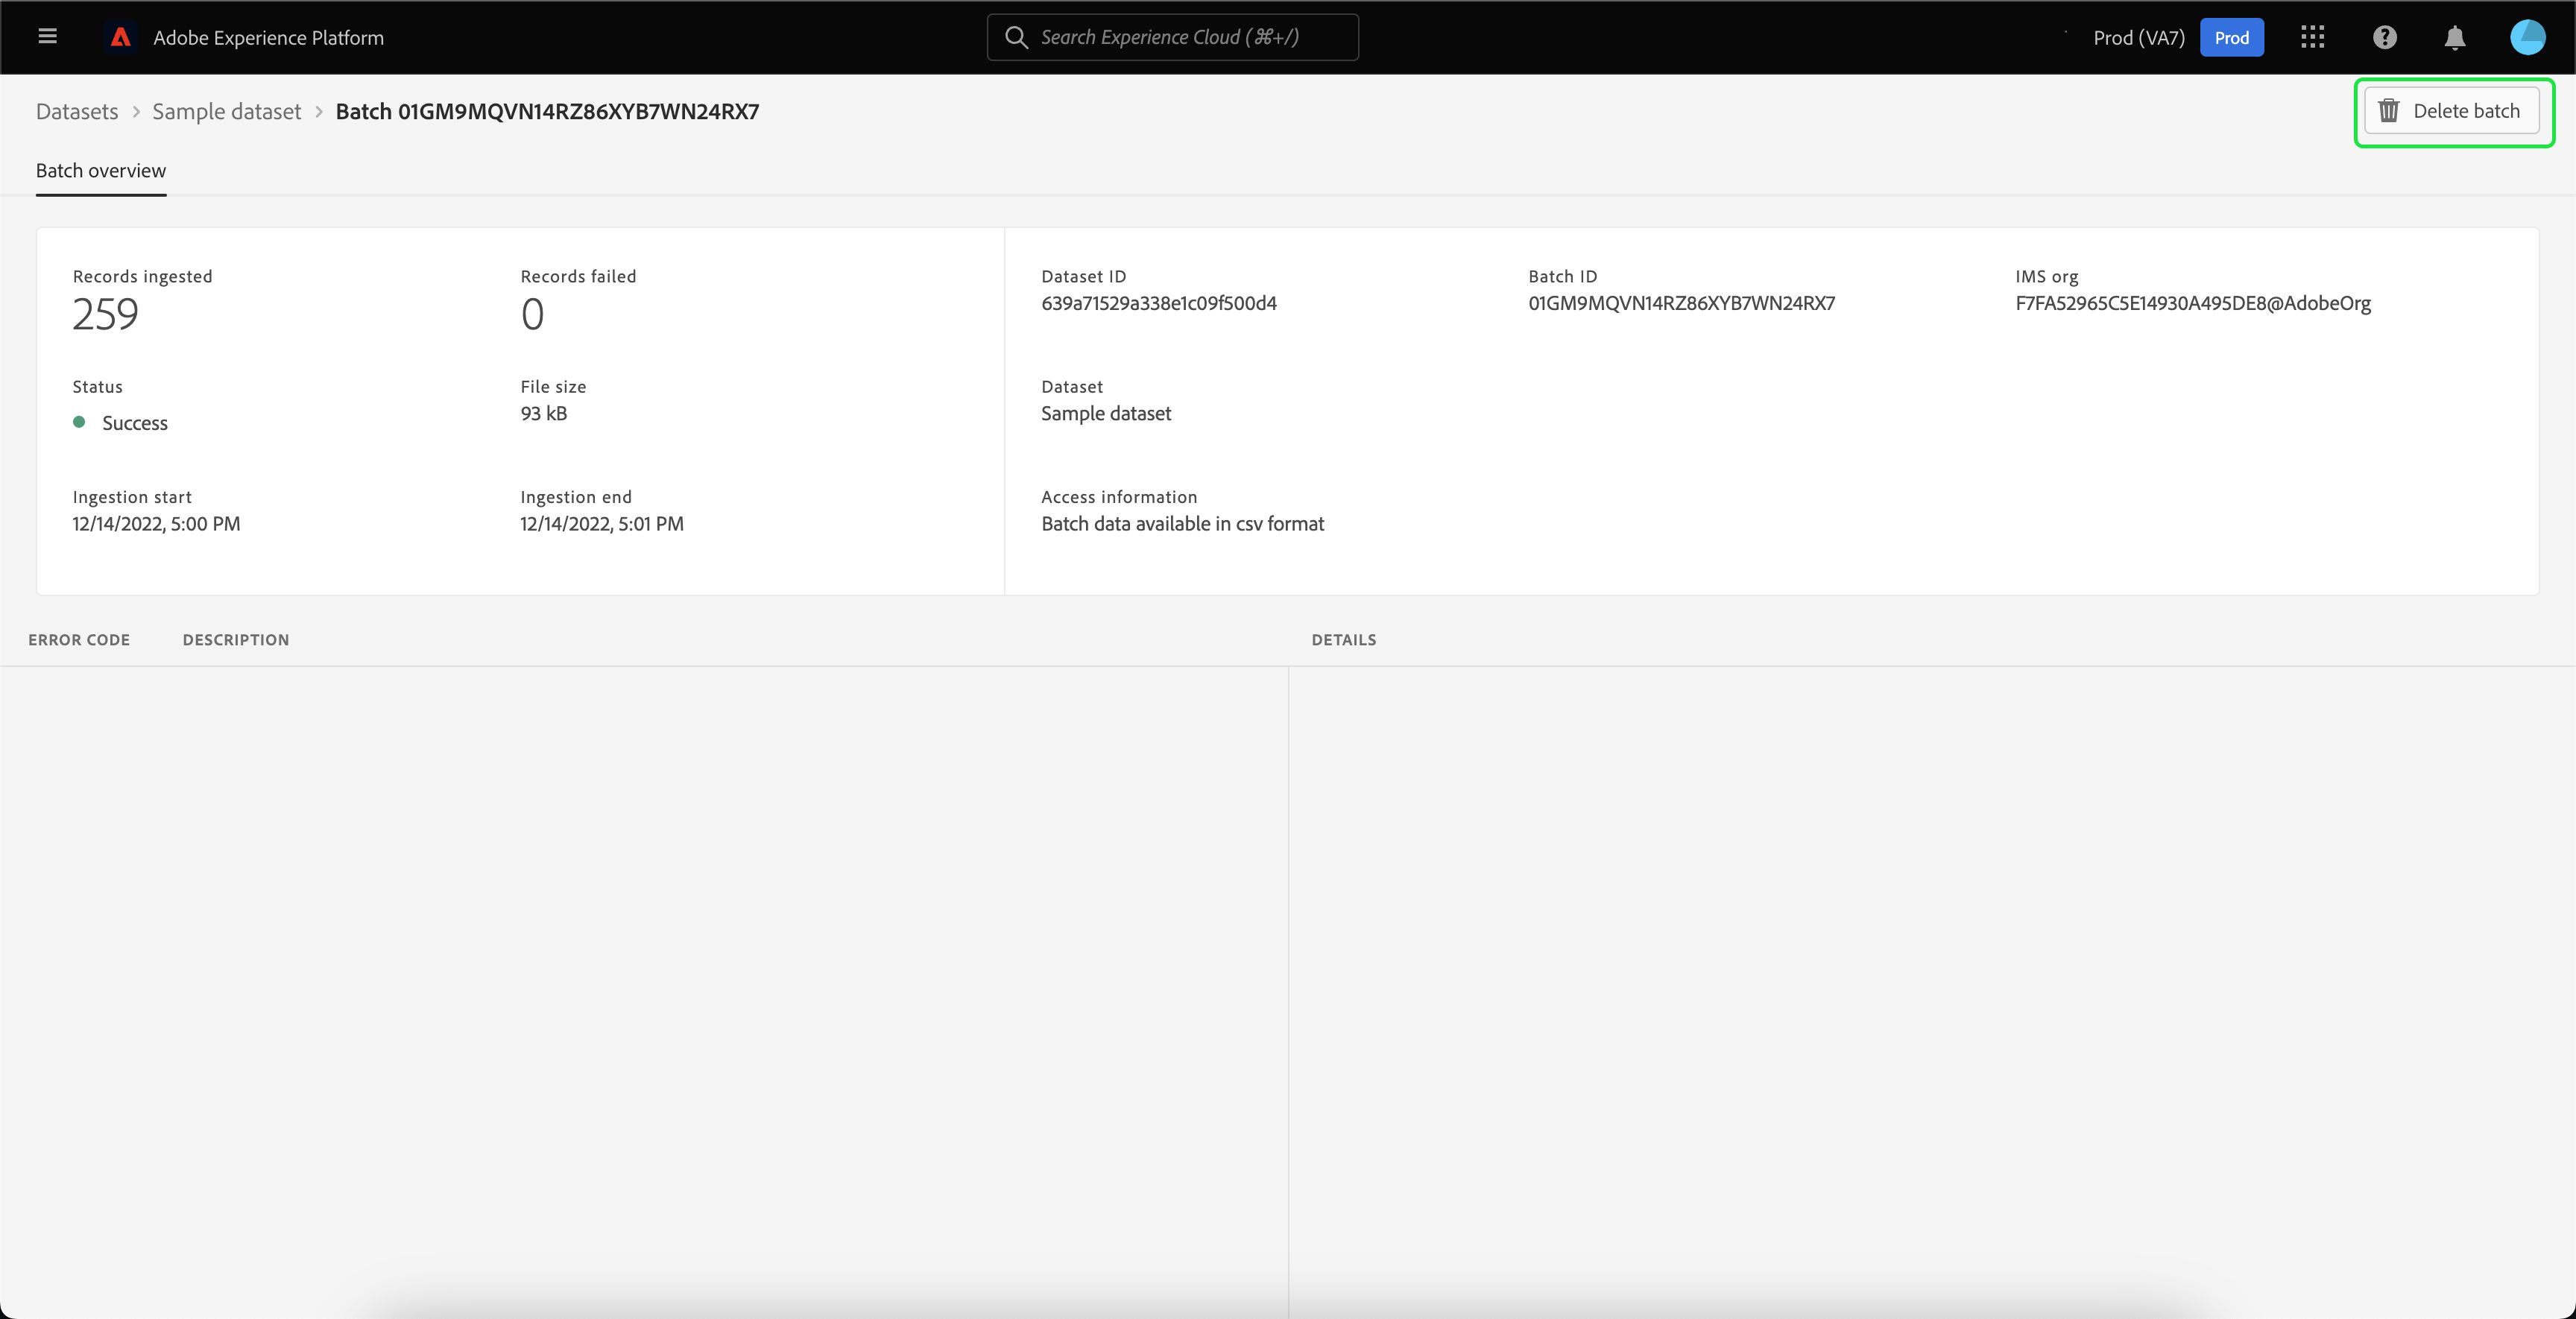 Adobe Experience Platform
Search Experience Cloud (⌘+/)
Prod (VA7)
Prod
Datasets > Sample dataset > Batch 01GM9MQVN14RZ86XYB7WN24RX7
Delete batch
Batch overview
Records ingested
259
Records failed
0
Status
Success
File size
93 kB
Ingestion start
12/14/2022, 5:00 PM
Ingestion end
12/14/2022, 5:01 PM
Dataset ID
639a71529a338e1c09f500d4
Batch ID
01GM9MQVN14RZ86XYB7WN24RX7
IMS org
F7FA52965C5E14930A495DE8@AdobeOrg
Dataset
Sample dataset
Access information
Batch data available in csv format
ERROR CODE
DESCRIPTION
DETAILS